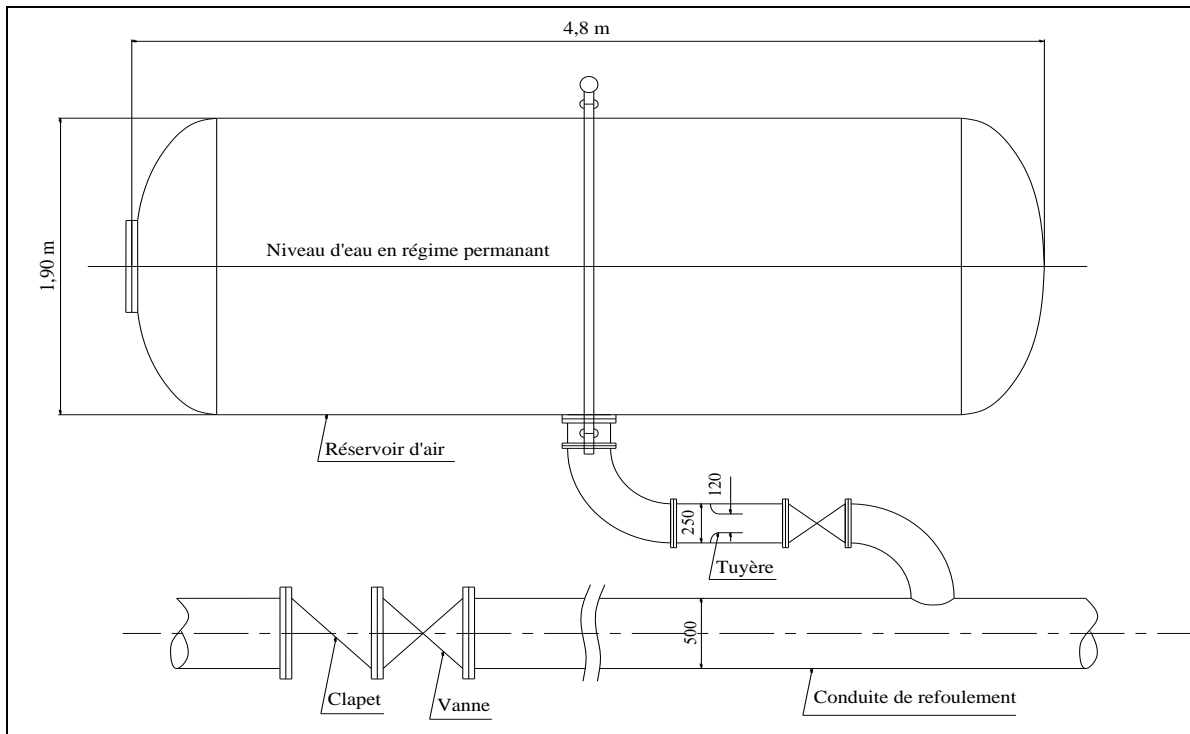 4,8 m
1,90 m
Niveau d'eau en régime permanant
Réservoir d'air
120
250
Tuyère
500
Clapet
Vanne
Conduite de refoulement